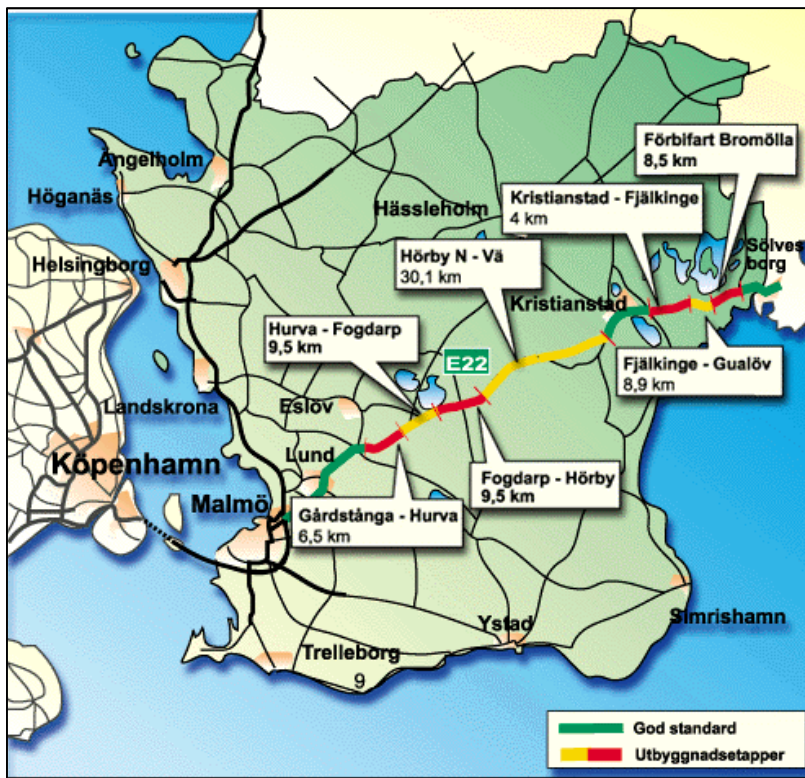 Förbifart Bromölla
8,5 km
Ängelholm
Kristianstad - Fjälkinge
4 km
Höganäs
Hässleholm
Sölves
borg
Hörby N - Vä
30,1 km
Helsingborg
Kristianstad
Hurva - Fogdarp
9,5 km
E22
Fjälkinge - Gualöv
8,9 km
Landskrona
Eslöv
Köpenhamn
Lund
Fogdarp - Hörby
9,5 km
Malmö
Gårdstånga - Hurva
6,5 km
Simrishamn
Ystad
Trelleborg
9
God standard
Utbyggnadsetapper